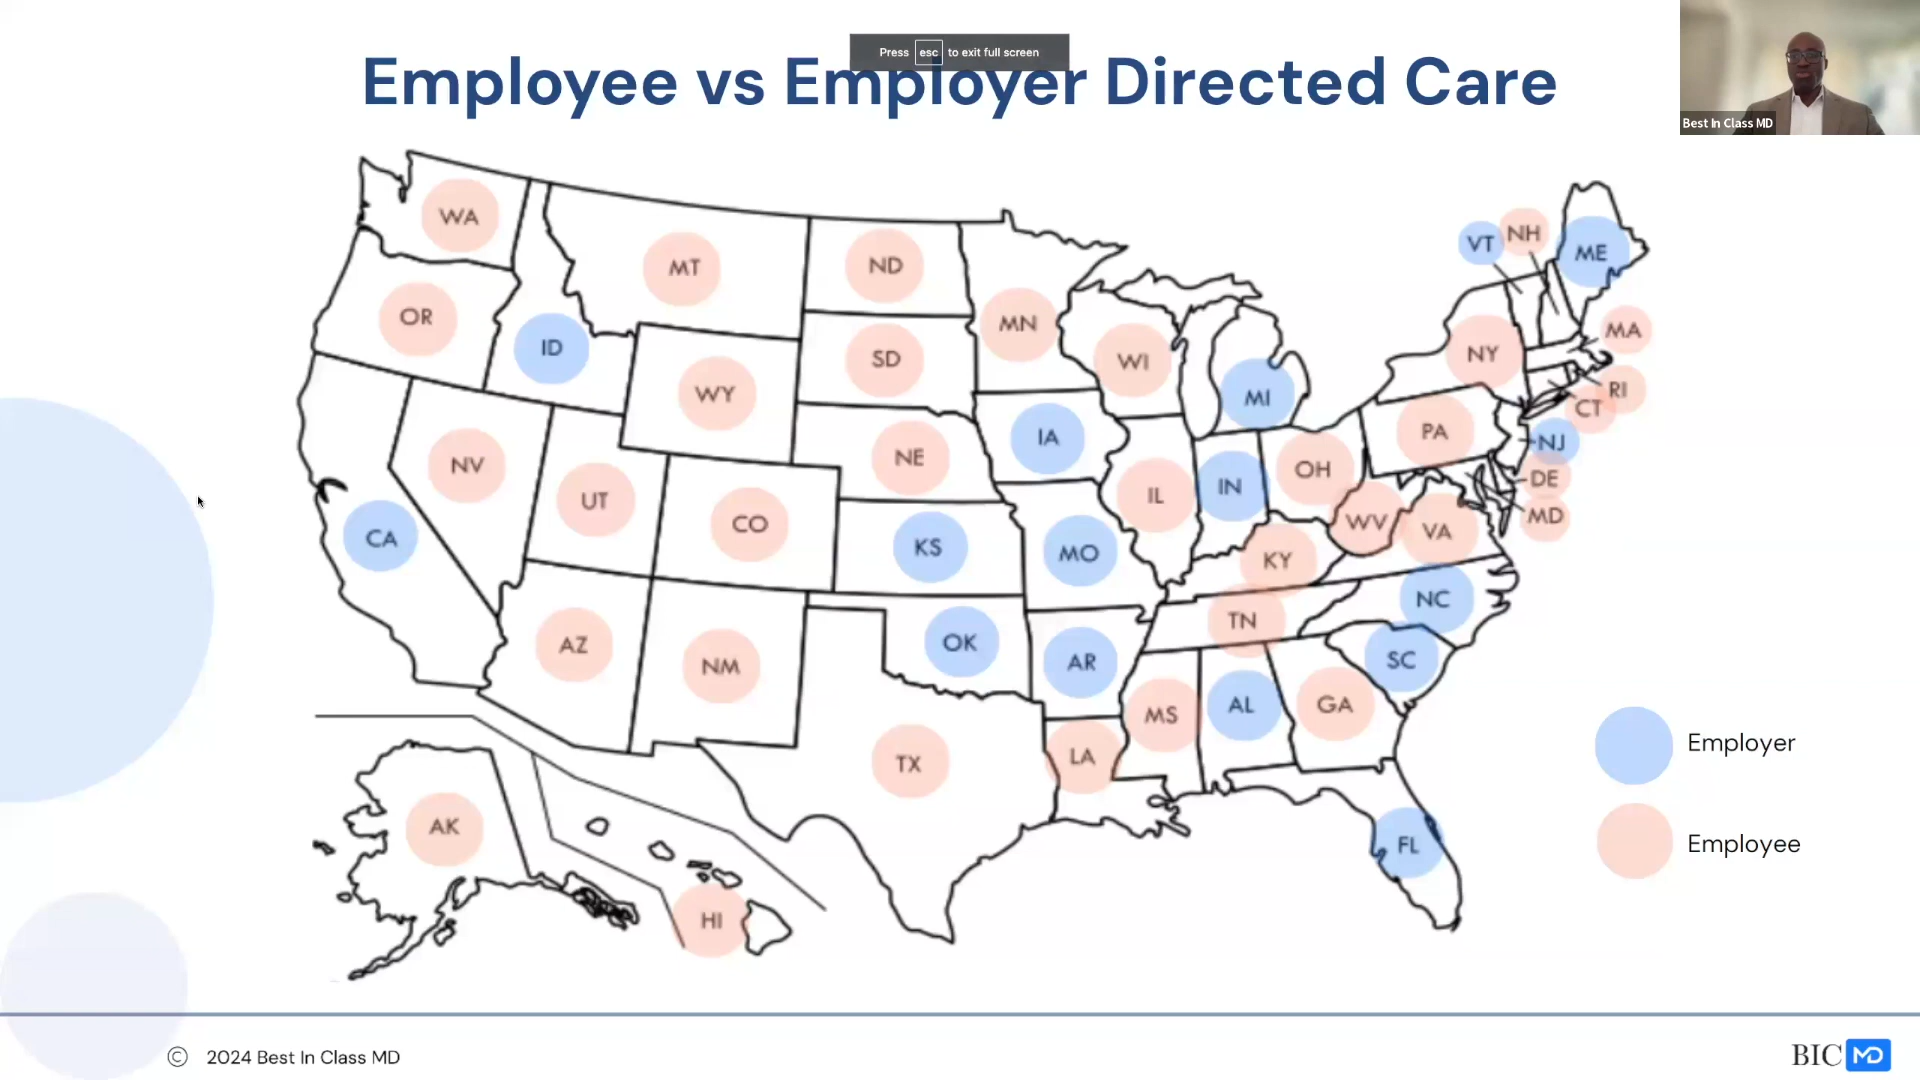 Press esc to exit full screen
Employee vs Employer Directed Care
Best In Class MD
WA
MT
ND
MN
VT
NH
ME
OR
ID
SD
WI
NY
MA
WY
MI
RI
CT
NV
UT
CO
NE
IA
PA
NJ
IL
IN
OH
DE
MD
CA
KS
MO
WV
VA
KY
NC
AZ
NM
OK
AR
TN
SC
MS
AL
GA
TX
LA
FL
AK
HI
Employer
Employee
© 2024 Best In Class MD
BIC MD